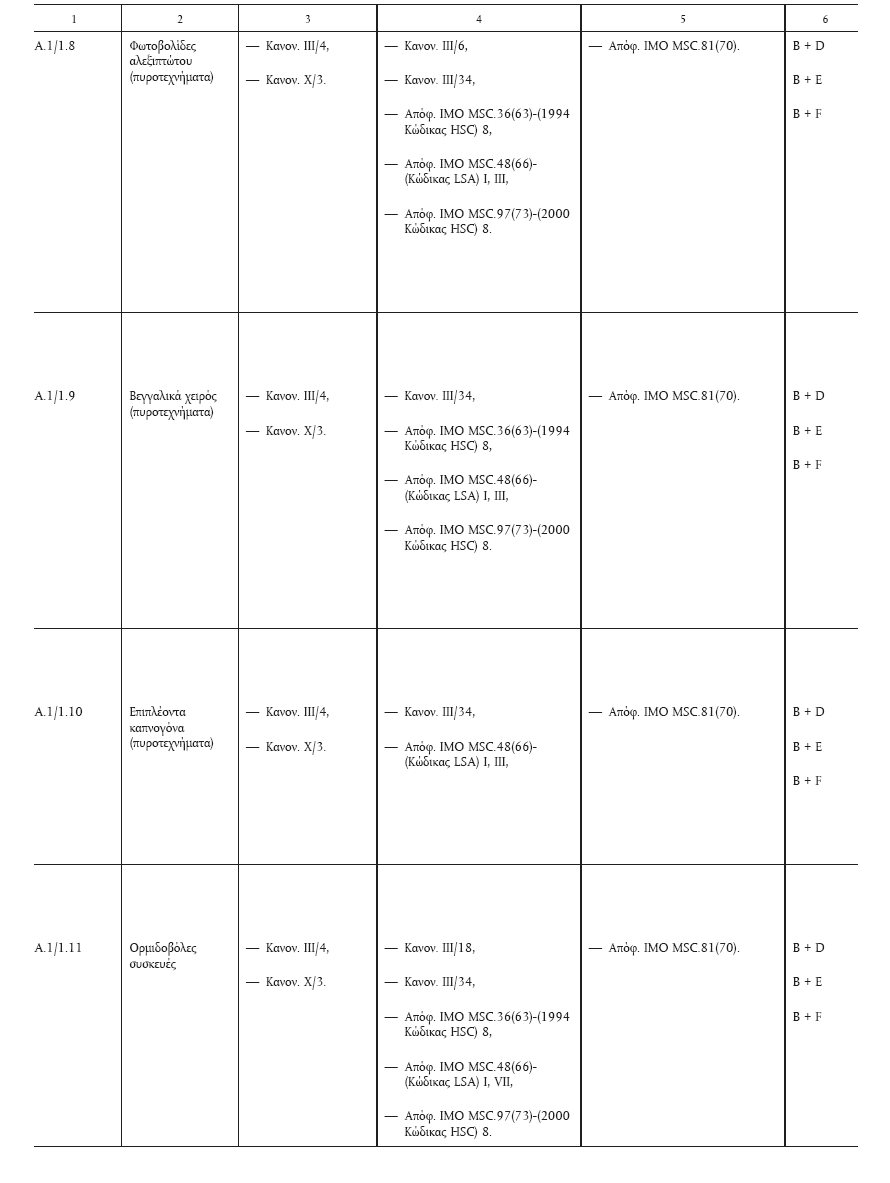 1 2 3 4 5 6
A.1/1.8
Φωτοβολίδες
αλεξιπτώτου
(πυροτεχνήματα)
— Κανον. III/4,
— Κανον. X/3.
— Κανον. III/6,
— Κανον. III/34,
— Απόφ. IMO MSC.36(63)-(1994
Κώδικας HSC) 8,
— Απόφ. IMO MSC.48(66)-
(Κώδικας LSA) I, III,
— Απόφ. IMO MSC.97(73)-(2000
Κώδικας HSC) 8.
— Απόφ. IMO MSC.81(70).
B + D
B + E
B + F
A.1/1.9
Βεγγαλικά χειρός
(πυροτεχνήματα)
— Κανον. III/4,
— Κανον. X/3.
— Κανον. III/34,
— Απόφ. IMO MSC.36(63)-(1994
Κώδικας HSC) 8,
— Απόφ. IMO MSC.48(66)-
(Κώδικας LSA) I, III,
— Απόφ. IMO MSC.97(73)-(2000
Κώδικας HSC) 8.
— Απόφ. IMO MSC.81(70).
B + D
B + E
B + F
A.1/1.10
Επιπλέοντα
καπνογόνα
(πυροτεχνήματα)
— Κανον. III/4,
— Κανον. X/3.
— Κανον. III/34,
— Απόφ. IMO MSC.48(66)-
(Κώδικας LSA) I, III,
— Απόφ. IMO MSC.81(70).
B + D
B + E
B + F
A.1/1.11
Ορμιδοβόλες
συσκευές
— Κανον. III/4,
— Κανον. X/3.
— Κανον. III/18,
— Κανον. III/34,
— Απόφ. IMO MSC.36(63)-(1994
Κώδικας HSC) 8,
— Απόφ. IMO MSC.48(66)-
(Κώδικας LSA) I, VII,
— Απόφ. IMO MSC.97(73)-(2000
Κώδικας HSC) 8.
— Απόφ. IMO MSC.81(70).
B + D
B + E
B + F